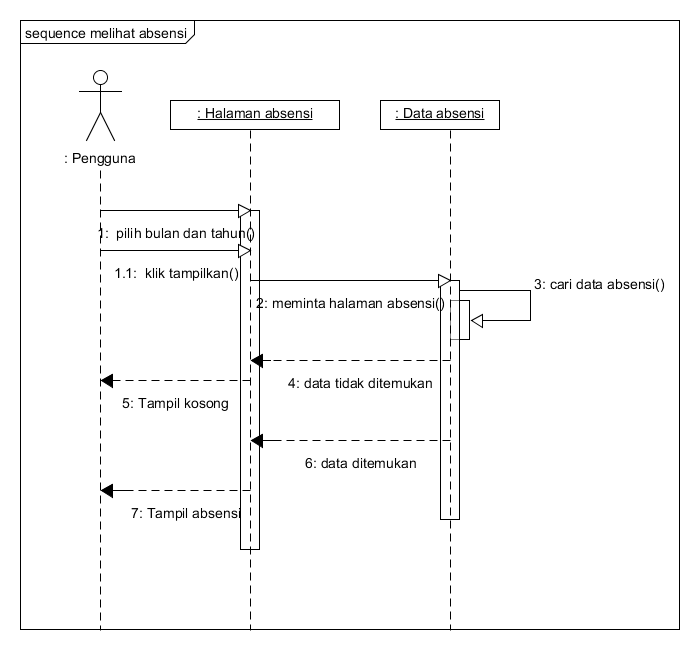 sequence melihat absensi
: Pengguna
: Halaman absensi
: Data absensi
1: pilih bulan dan tahun()
1.1: klik tampilkan()
2: meminta halaman absensi()
3: cari data absensi()
4: data tidak ditemukan
5: Tampil kosong
6: data ditemukan
7: Tampil absensi